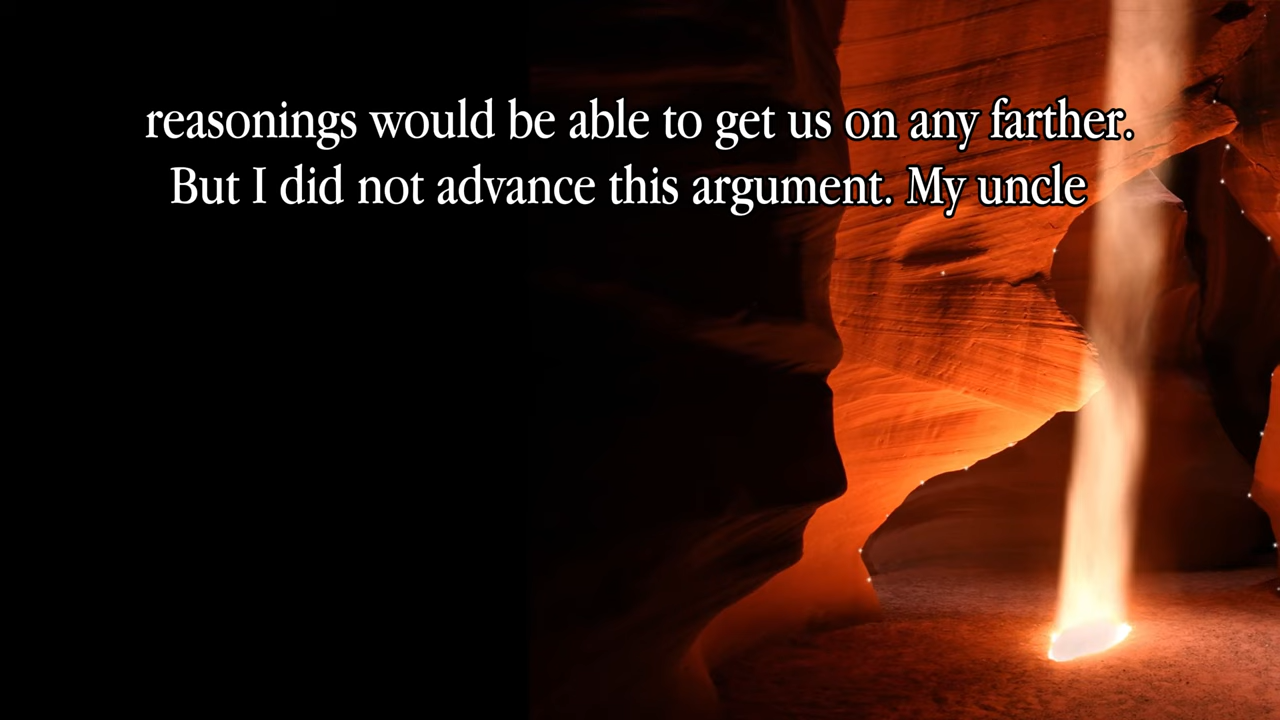 reasonings would be able to get us on any farther.
But I did not advance this argument. My uncle